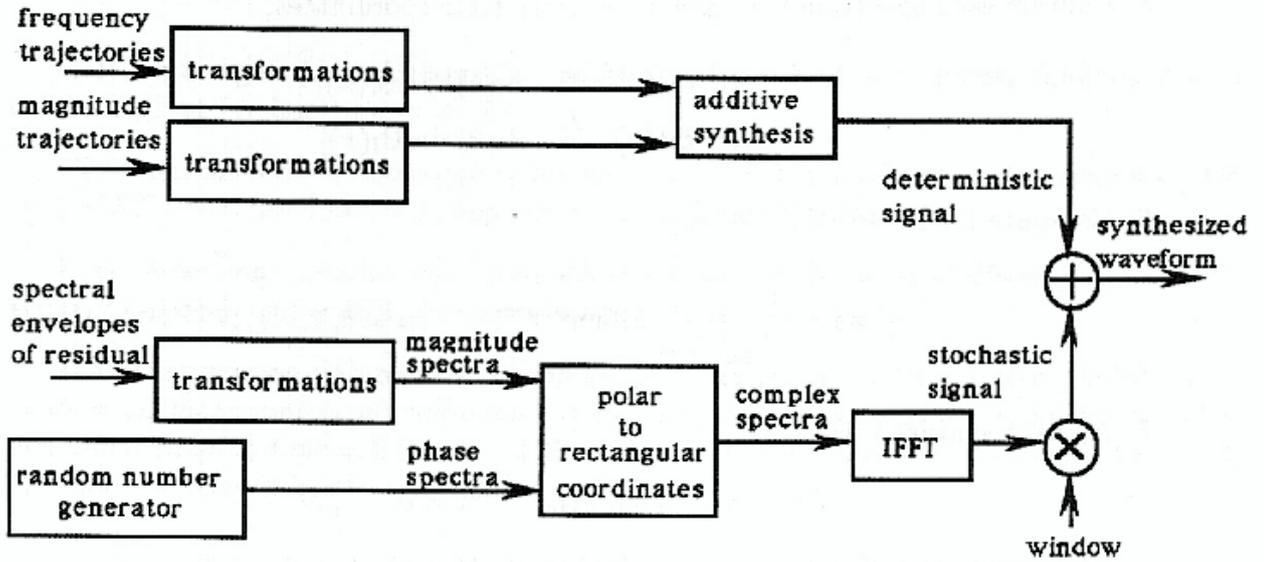 frequency
trajectories
transformations
magnitude
trajectories
transformations
additive
synthesis
deterministic
signal
synthesized
waveform
spectral
envelopes
of residual
transformations
magnitude
spectra
polar
to
rectangular
coordinates
complex
spectra
IFFT
stochastic
signal
random number
generator
phase
spectra
window